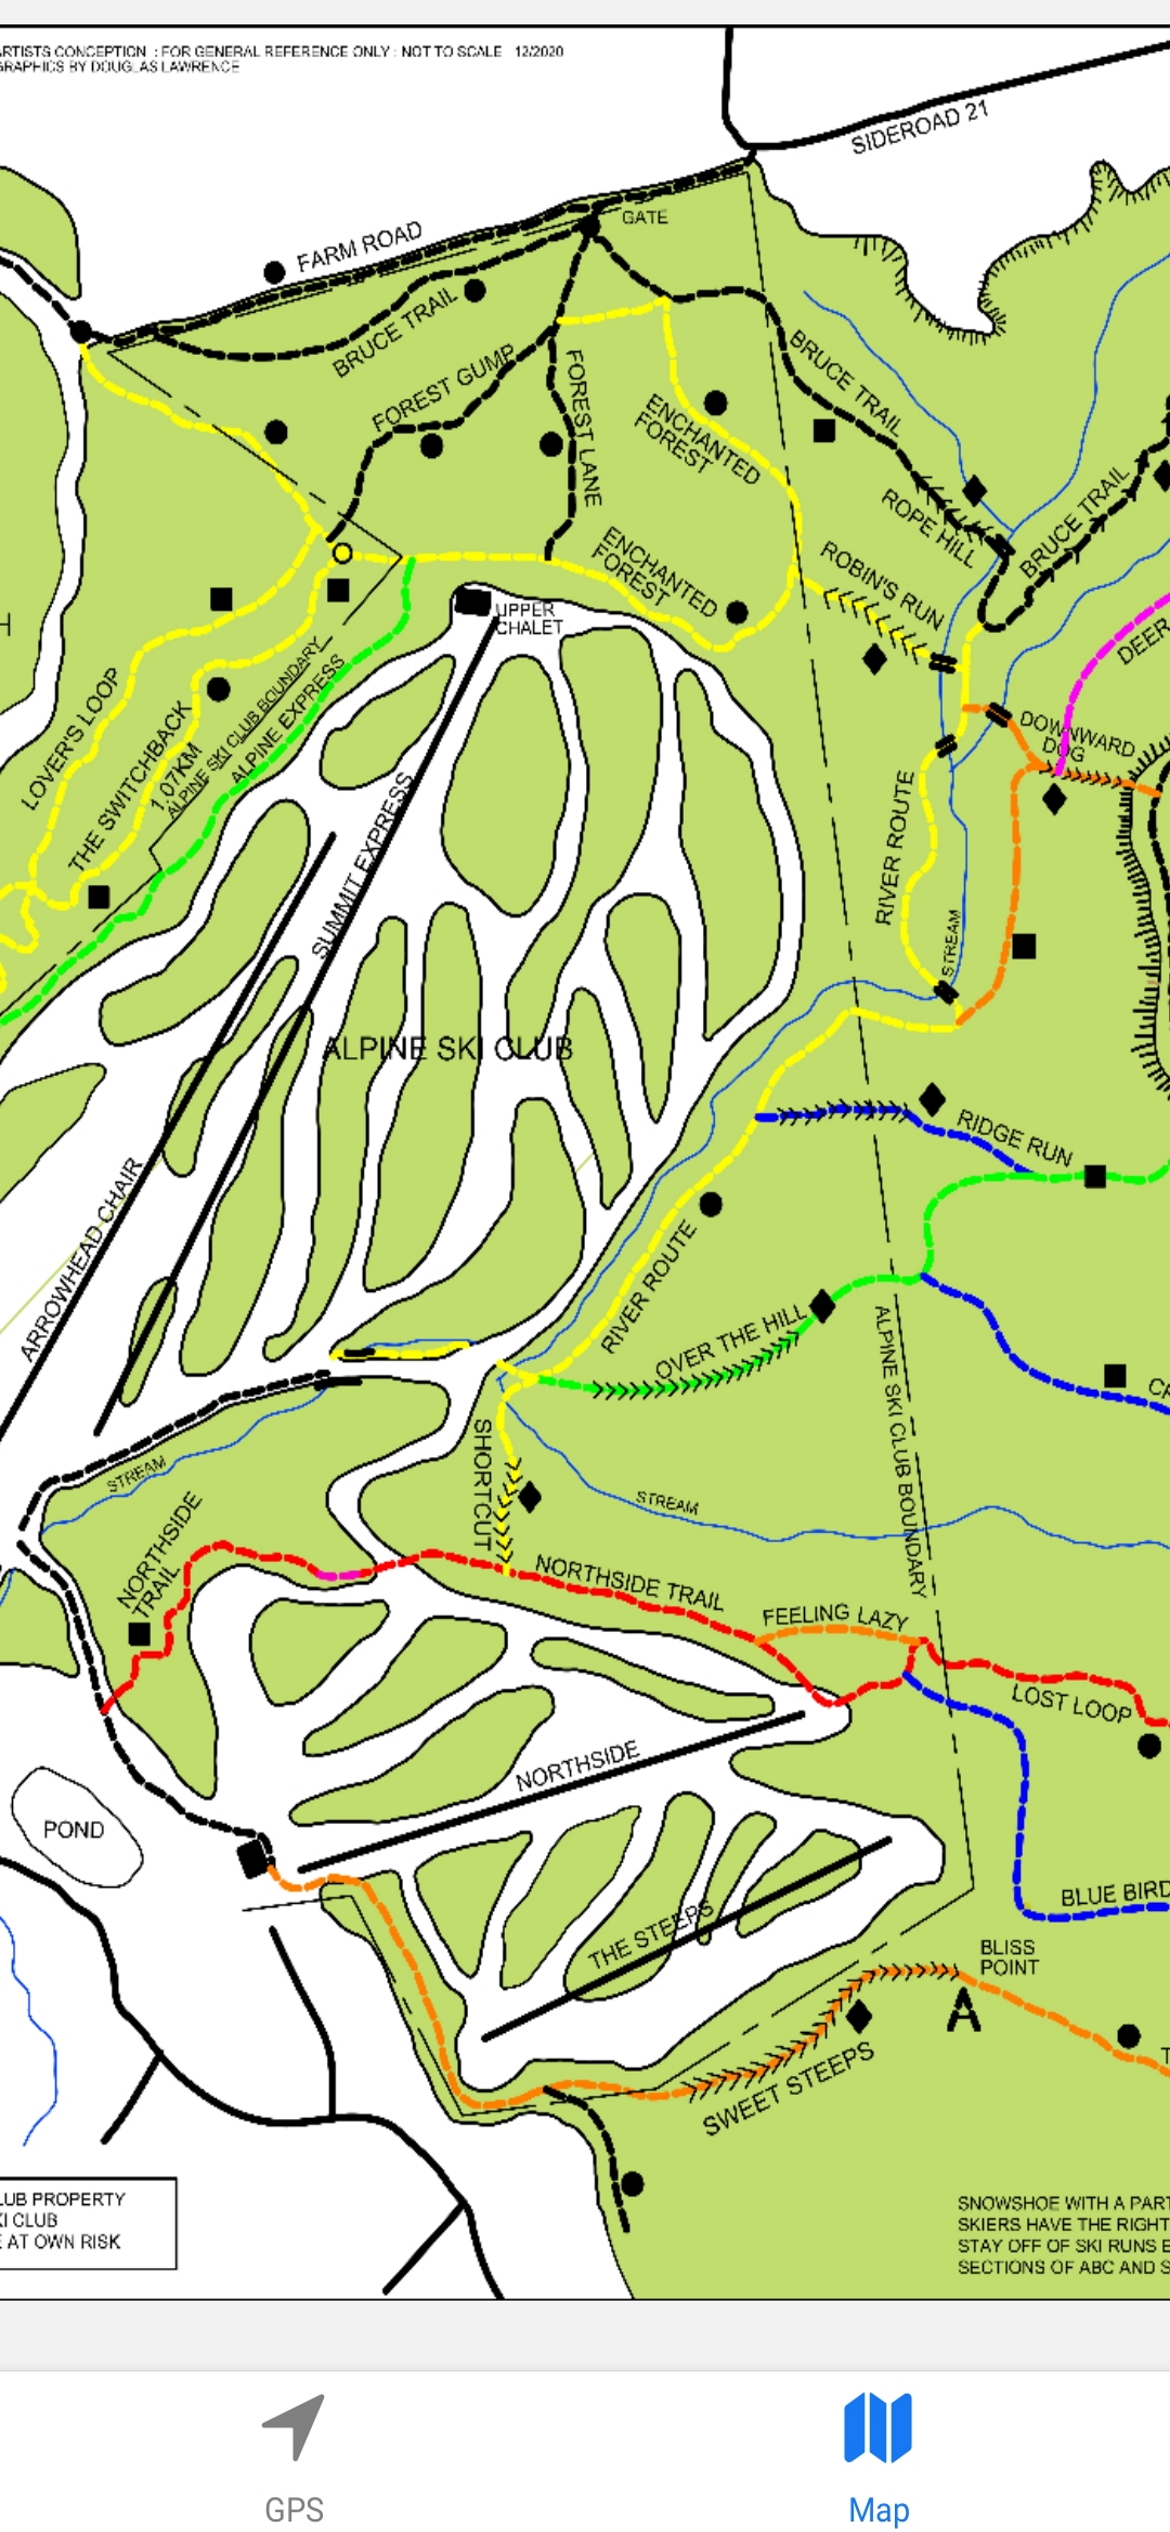 ARTISTS CONCEPTION : FOR GENERAL REFERENCE ONLY : NOT TO SCALE 12/2020
GRAPHICS BY DOUGLAS LAWRENCE
SIDEROAD 21
GATE
FARM ROAD
BRUCE TRAIL
FOREST GUMP
FOREST LANE
ENCHANTED
FOREST
BRUCE TRAIL
ROPE HILL
BRUCE TRAIL
ENCHANTED
FOREST
ROBIN'S RUN
UPPER
CHALET
H
DEER
LOVER'S LOOP
THE SWITCHBACK
1.07KM
ALPINE SKI CLUB BOUNDARY
ALPINE EXPRESS
DOWNWARD
DOG
SUMMIT EXPRESS
RIVER ROUTE
STREAM
ALPINE SKI CLUB
RIDGE RUN
ARROWHEAD CHAIR
RIVER ROUTE
OVER THE HILL
ALPINE SKI CLUB BOUNDARY
CA
STREAM
SHORTCUT
STREAM
NORTHSIDE
TRAIL
NORTHSIDE TRAIL
FEELING LAZY
LOST LOOP
NORTHSIDE
POND
BLUE BIRD
THE STEEPS
BLISS
POINT
A
SWEET STEEPS
T
LUB PROPERTY
KI CLUB
E AT OWN RISK
SNOWSHOE WITH A PART
SKIERS HAVE THE RIGHT
STAY OFF OF SKI RUNS E
SECTIONS OF ABC AND S
GPS
Map